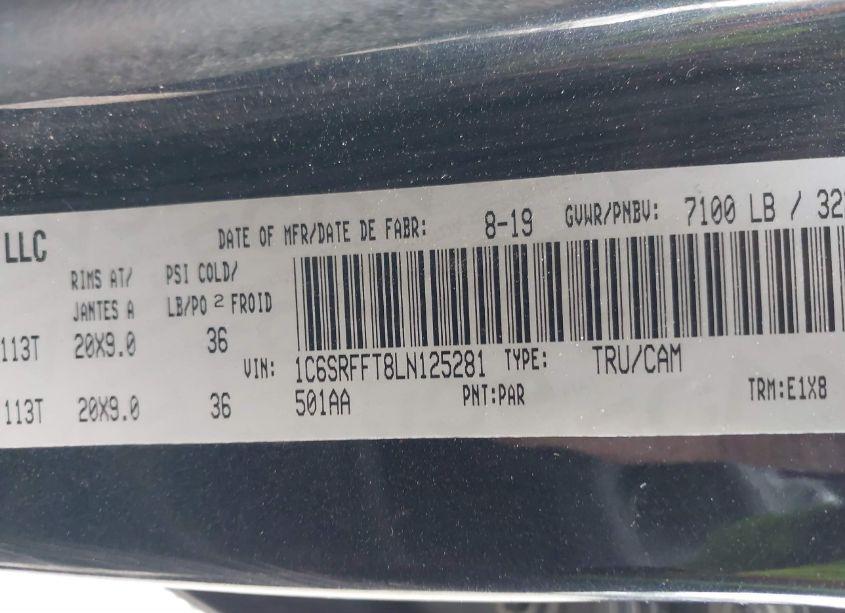 LLC DATE OF MFR/DATE DE FABR: 8-19 GVWR/PNBV: 7100 LB / 32
RIMS AT/ PSI COLD/
JANTES A LB/PO 2 FROID
113T 20X9.0 36
VIN: 1C6SRFFT8LN125281 TYPE: TRU/CAM
113T 20X9.0 36 501AA PNT:PAR TRM:E1X8